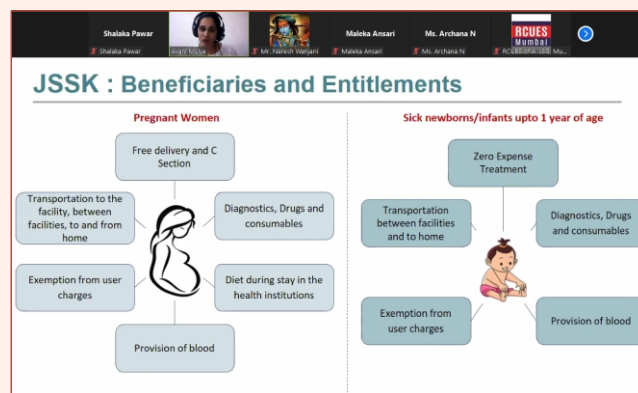 Shalaka Pawar
Maleka Ansari
Ms. Archana N
RCUES
Mumbai
Shalaka Pawar
Mr. Naresh Wanjani
Maleka Ansari
Ms. Archana N
JSSK : Beneficiaries and Entitlements
Pregnant Women
Free delivery and C
Section
Transportation to the
facility, between
facilities, to and from
home
Diagnostics, Drugs and
consumables
Exemption from user
charges
Diet during stay in the
health institutions
Provision of blood
Sick newborns/infants upto 1 year of age
Zero Expense
Treatment
Transportation
between facilities
and to home
Diagnostics, Drugs
and consumables
Exemption from
user charges
Provision of blood